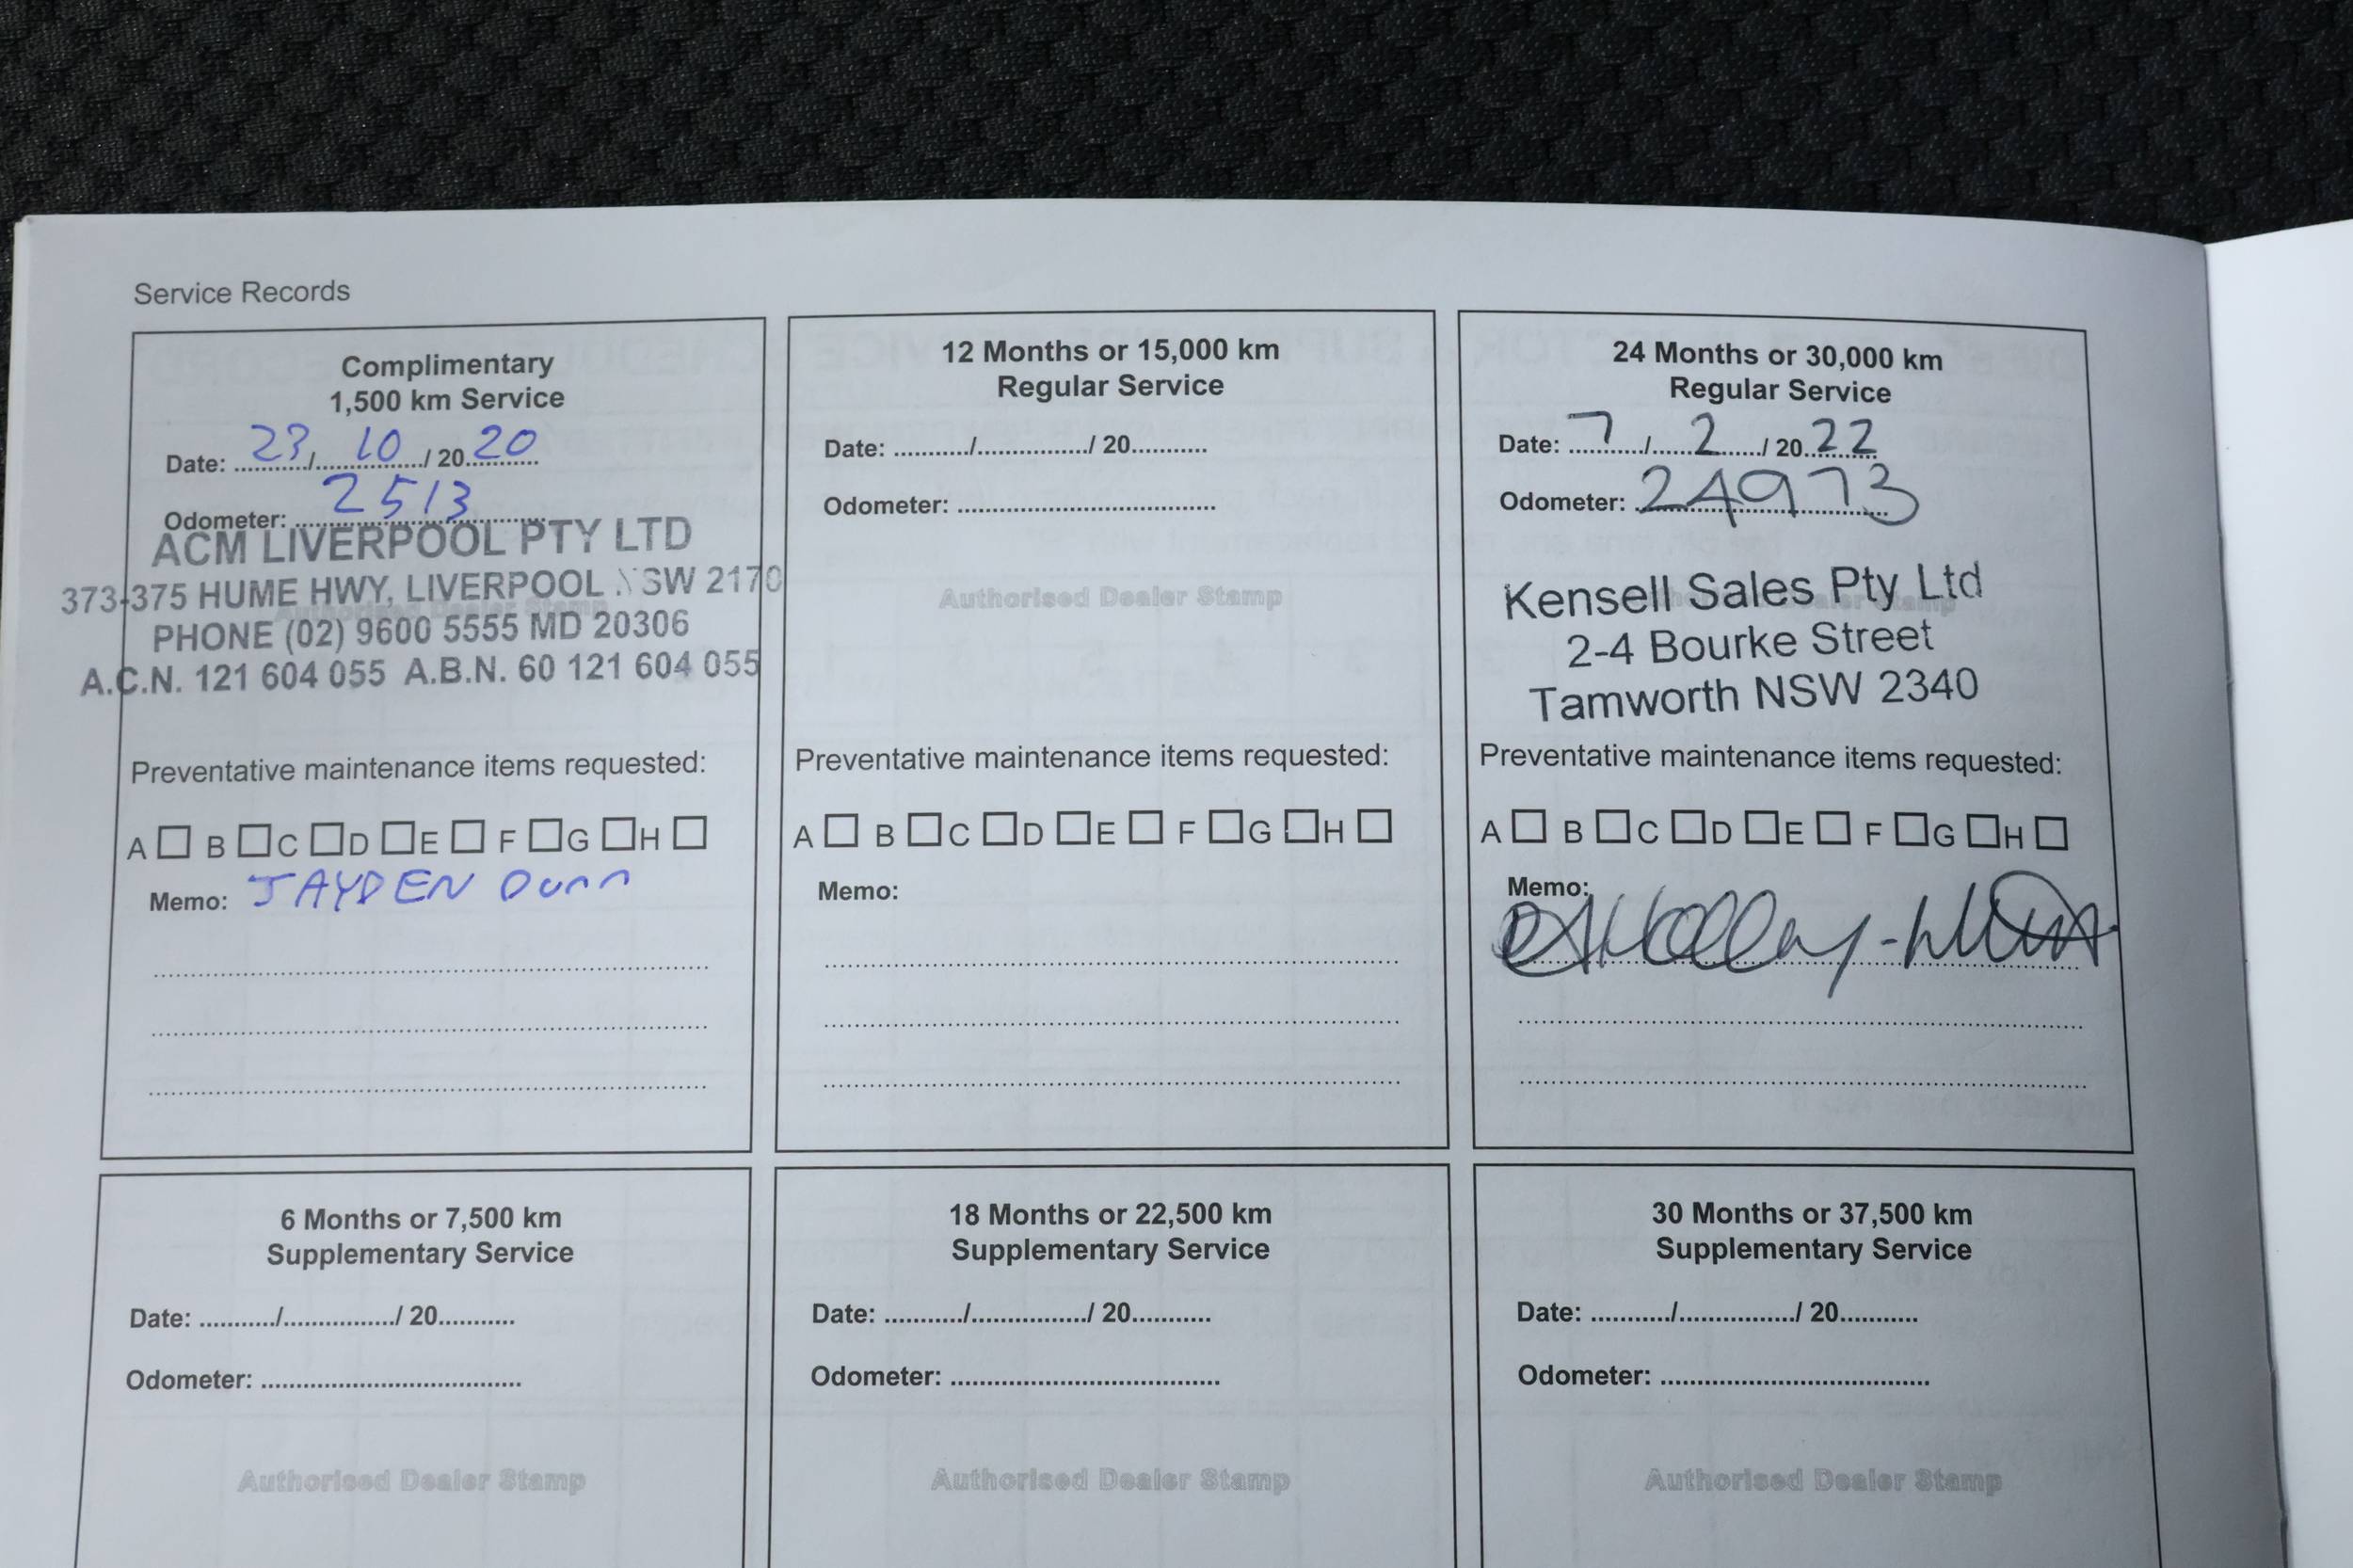 Service Records
Complimentary
1,500 km Service
Date: 23/ 10 / 20 20
Odometer: 2513
ACM LIVERPOOL PTY LTD
373-375 HUME HWY, LIVERPOOL NSW 2170
PHONE (02) 9600 5555 MD 20306
A.C.N. 121 604 055 A.B.N. 60 121 604 055
Preventative maintenance items requested:
A B C D E F G H
Memo: JAYDEN Dunn
12 Months or 15,000 km
Regular Service
Date: / / 20
Odometer:
Authorised Dealer Stamp
Preventative maintenance items requested:
A B C D E F G H
Memo:
24 Months or 30,000 km
Regular Service
Date: 7 / 2 / 20 22
Odometer: 24973
Kensell Sales Pty Ltd
2-4 Bourke Street
Tamworth NSW 2340
Preventative maintenance items requested:
A B C D E F G H
Memo:
6 Months or 7,500 km
Supplementary Service
Date: / / 20
Odometer:
Authorised Dealer Stamp
18 Months or 22,500 km
Supplementary Service
Date: / / 20
Odometer:
Authorised Dealer Stamp
30 Months or 37,500 km
Supplementary Service
Date: / / 20
Odometer:
Authorised Dealer Stamp